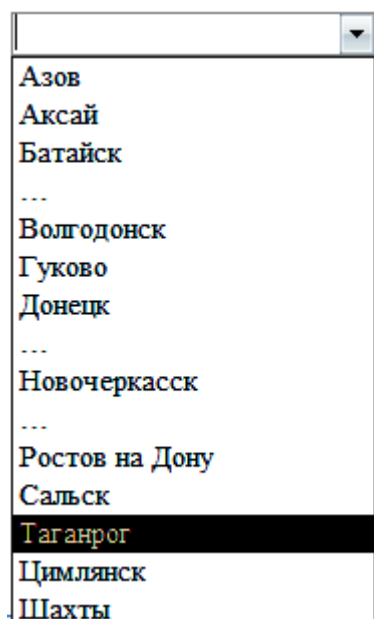 Азов
Аксай
Батайск
...
Волгодонск
Гуково
Донецк
...
Новочеркасск
...
Ростов на Дону
Сальск
Таганрог
Цимлянск
Шахты